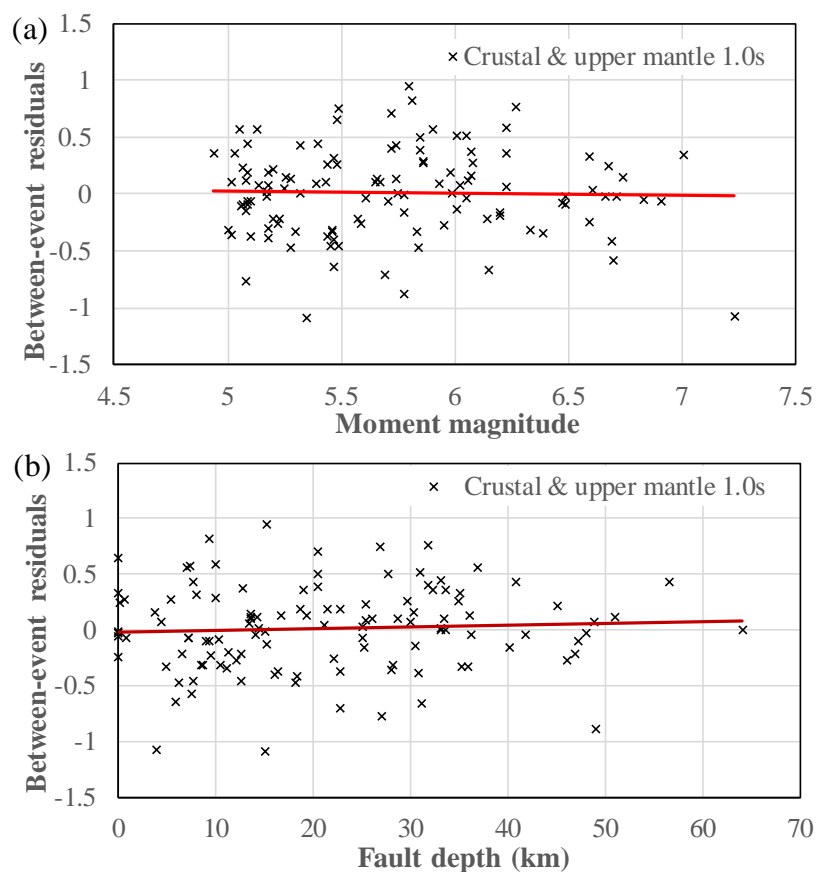 (a)
1.5
1
0.5
0
-0.5
-1
-1.5
Between-event residuals
× Crustal & upper mantle 1.0s
4.5 5 5.5 6 6.5 7 7.5
Moment magnitude
(b)
1.5
1
0.5
0
-0.5
-1
-1.5
Between-event residuals
× Crustal & upper mantle 1.0s
0 10 20 30 40 50 60 70
Fault depth (km)